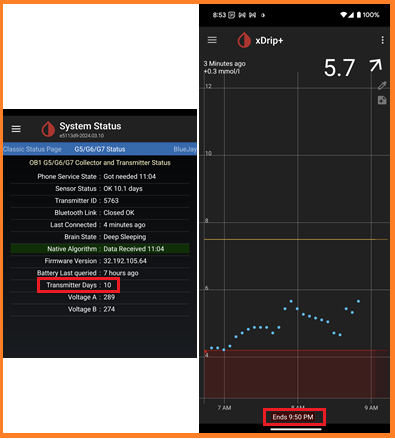 System Status
e5113d9-2024.03.10
Classic Status Page
G5/G6/G7 Status
BlueJay
OB1 G5/G6/G7 Collector and Transmitter Status
Phone Service State : Got needed 11:04
Sensor Status : OK 10.1 days
Transmitter ID : 5763
Bluetooth Link : Closed OK
Last Connected : 4 minutes ago
Brain State : Deep Sleeping
Native Algorithm : Data Received 11:04
Firmware Version : 32.192.105.64
Battery Last queried : 7 hours ago
Transmitter Days : 10
Voltage A : 289
Voltage B : 274
8:53
100%
xDrip+
3 Minutes ago
+0.3 mmol/l
5.7
12
10
8
6
4
7 AM
8 AM
9 AM
Ends 9:50 PM